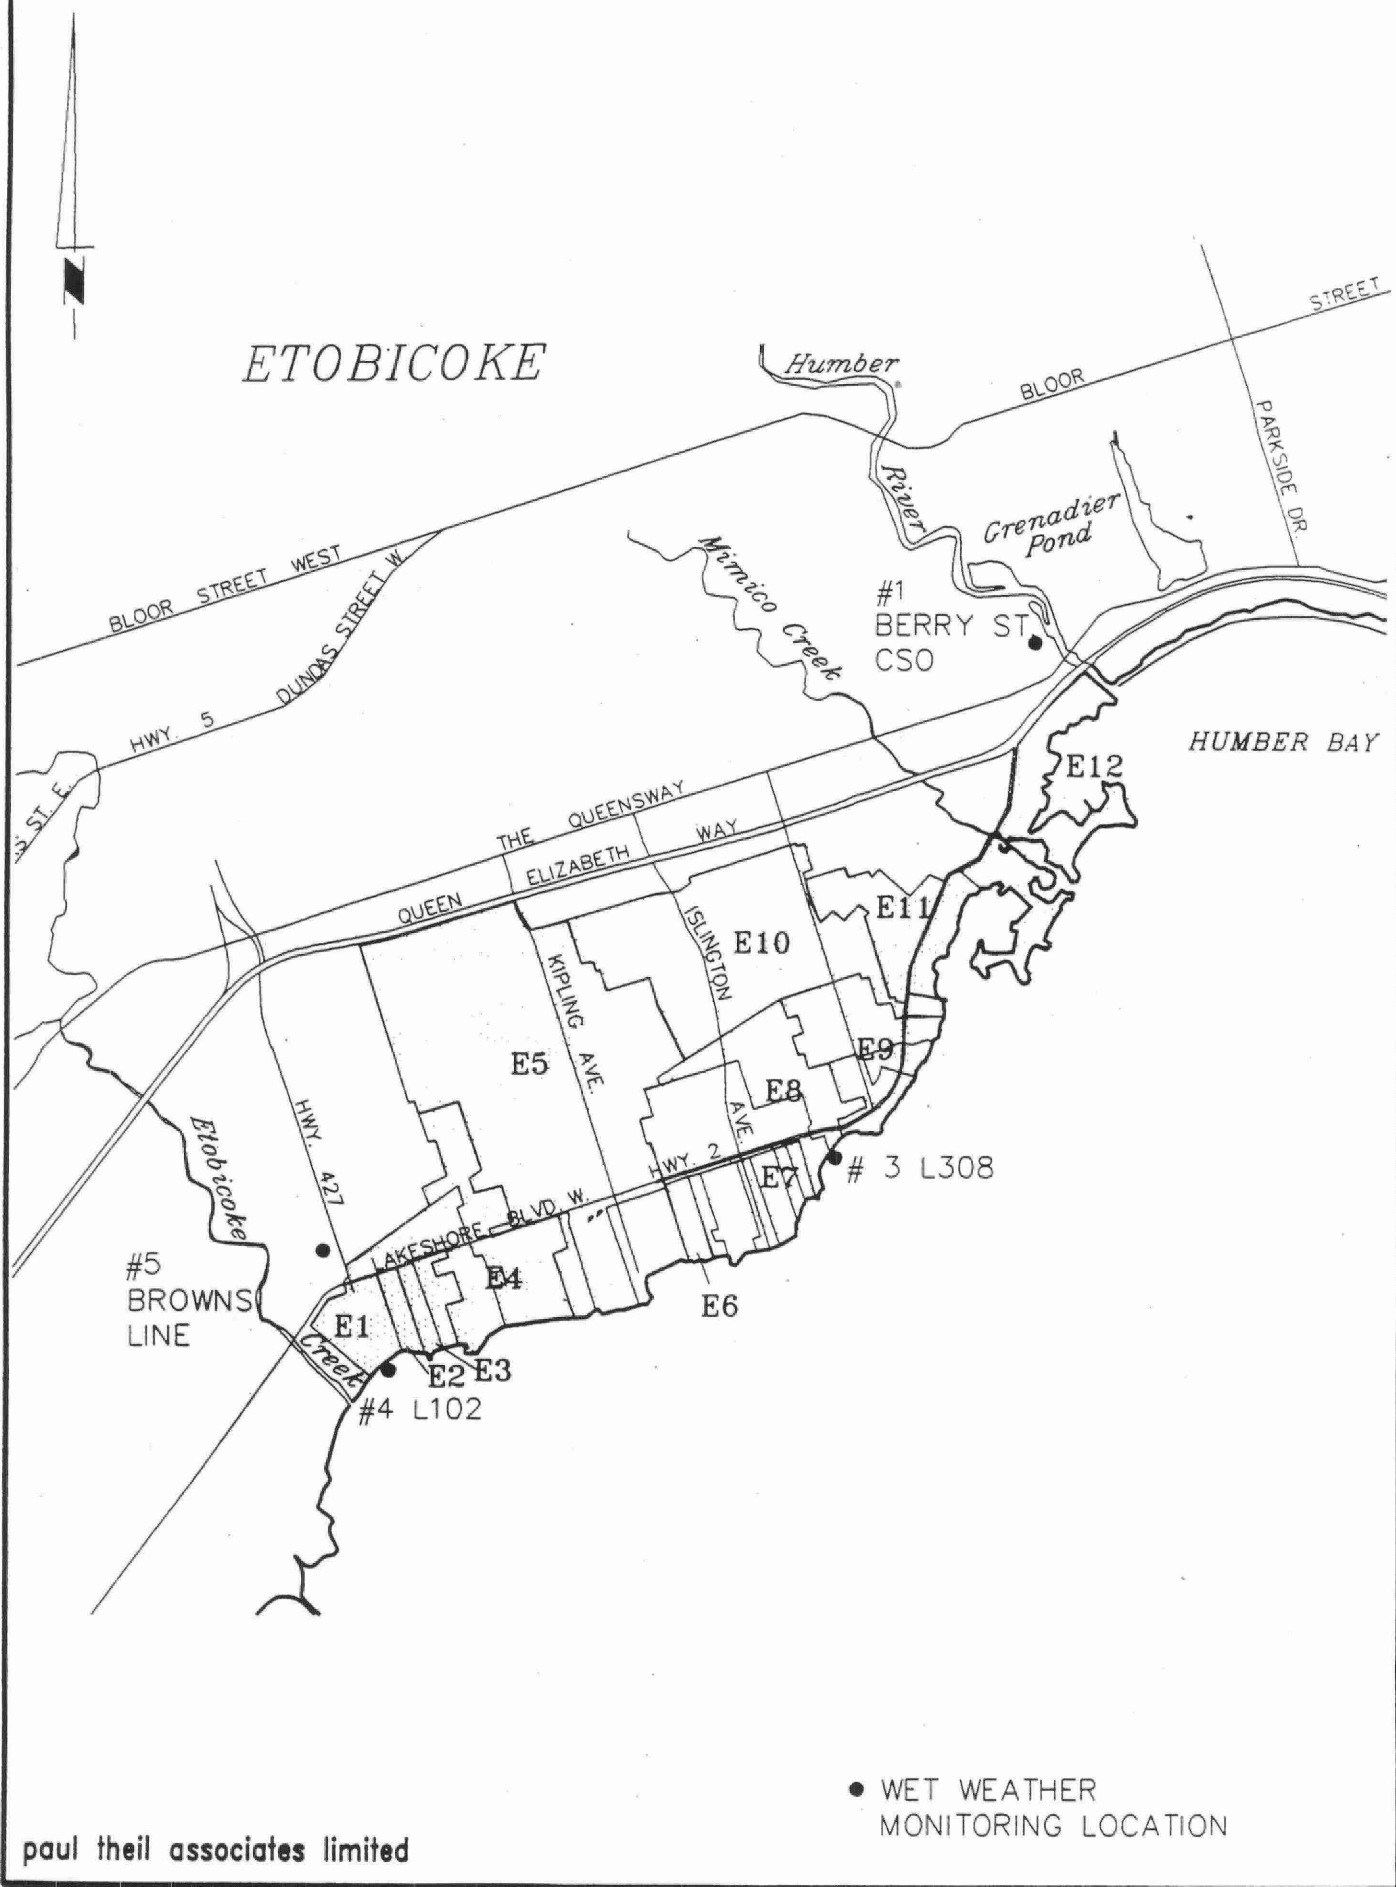 N
ETOBICOKE
STREET
BLOOR
Humber
River
PARKSIDE DR.
Grenadier
Pond
Mimico Creek
#1
BERRY ST.
CSO
BLOOR STREET WEST
DUNDAS STREET W.
HWY. 5
ST. E.
HUMBER BAY
E12
THE QUEENSWAY
QUEEN ELIZABETH WAY
E11
E10
ISLINGTON AVE.
KIPLING AVE.
E5
E9
E8
HWY. 427
Etobicoke
Creek
HWY. 2
E7
# 3 L308
LAKESHORE BLVD. W.
#5
BROWNS
LINE
E4
E6
E1
E2
E3
#4 L102
● WET WEATHER
MONITORING LOCATION
paul theil associates limited